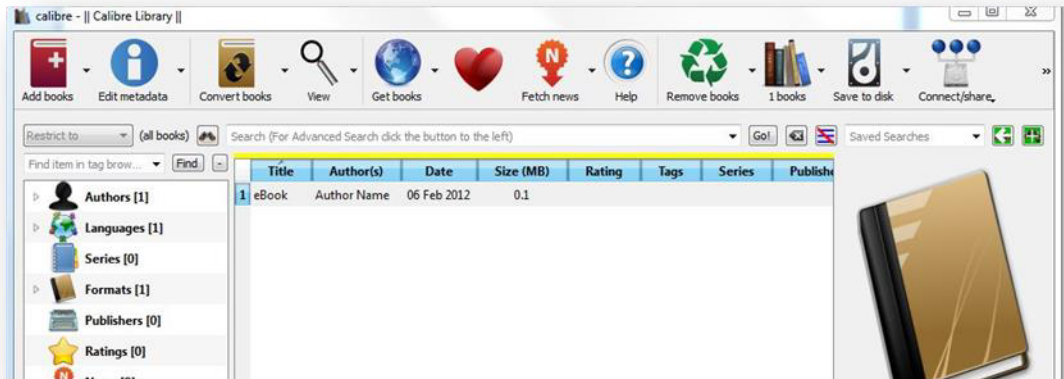 calibre - || Calibre Library ||
Add books Edit metadata Convert books View Get books Fetch news Help Remove books 1 books Save to disk Connect/share
Restrict to (all books) Search (For Advanced Search click the button to the left) Go! Saved Searches
Find item in tag brow... Find -
Title Author(s) Date Size (MB) Rating Tags Series
1 eBook Author Name 06 Feb 2012 0.1
Authors [1]
Languages [1]
Series [0]
Formats [1]
Publishers [0]
Ratings [0]